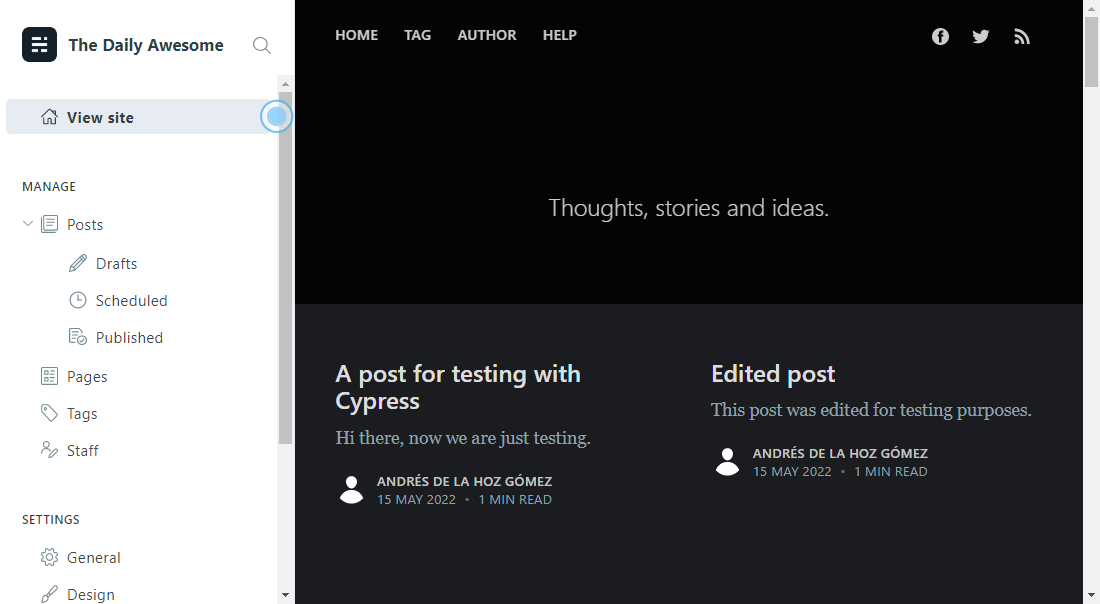 The Daily Awesome
View site
MANAGE
Posts
Drafts
Scheduled
Published
Pages
Tags
Staff
SETTINGS
General
Design
HOME TAG AUTHOR HELP
Thoughts, stories and ideas.
A post for testing with
Cypress
Hi there, now we are just testing.
ANDRÉS DE LA HOZ GÓMEZ
15 MAY 2022 • 1 MIN READ
Edited post
This post was edited for testing purposes.
ANDRÉS DE LA HOZ GÓMEZ
15 MAY 2022 • 1 MIN READ